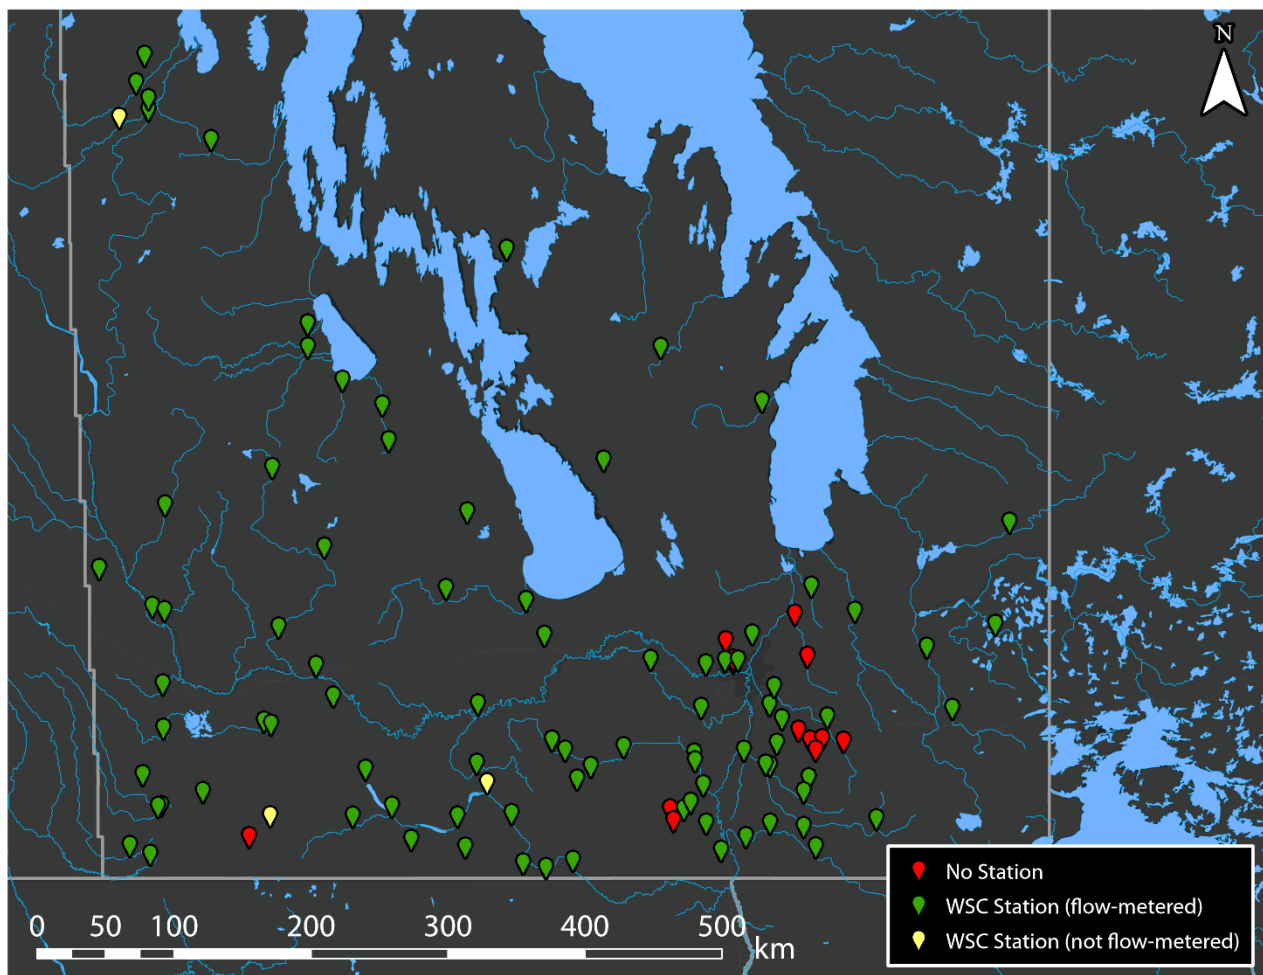 N
No Station
WSC Station (flow-metered)
WSC Station (not flow-metered)
0 50 100 200 300 400 500
km